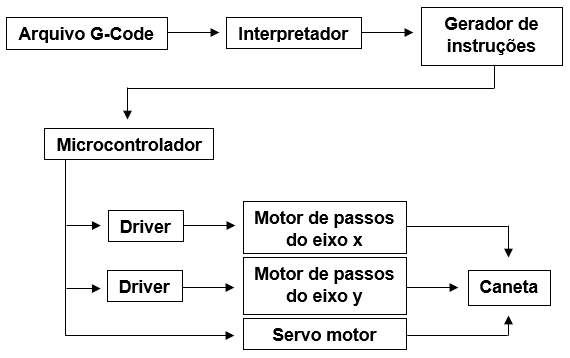 Arquivo G-Code
Interpretador
Gerador de
instruções
Microcontrolador
Driver
Motor de passos
do eixo x
Driver
Motor de passos
do eixo y
Caneta
Servo motor